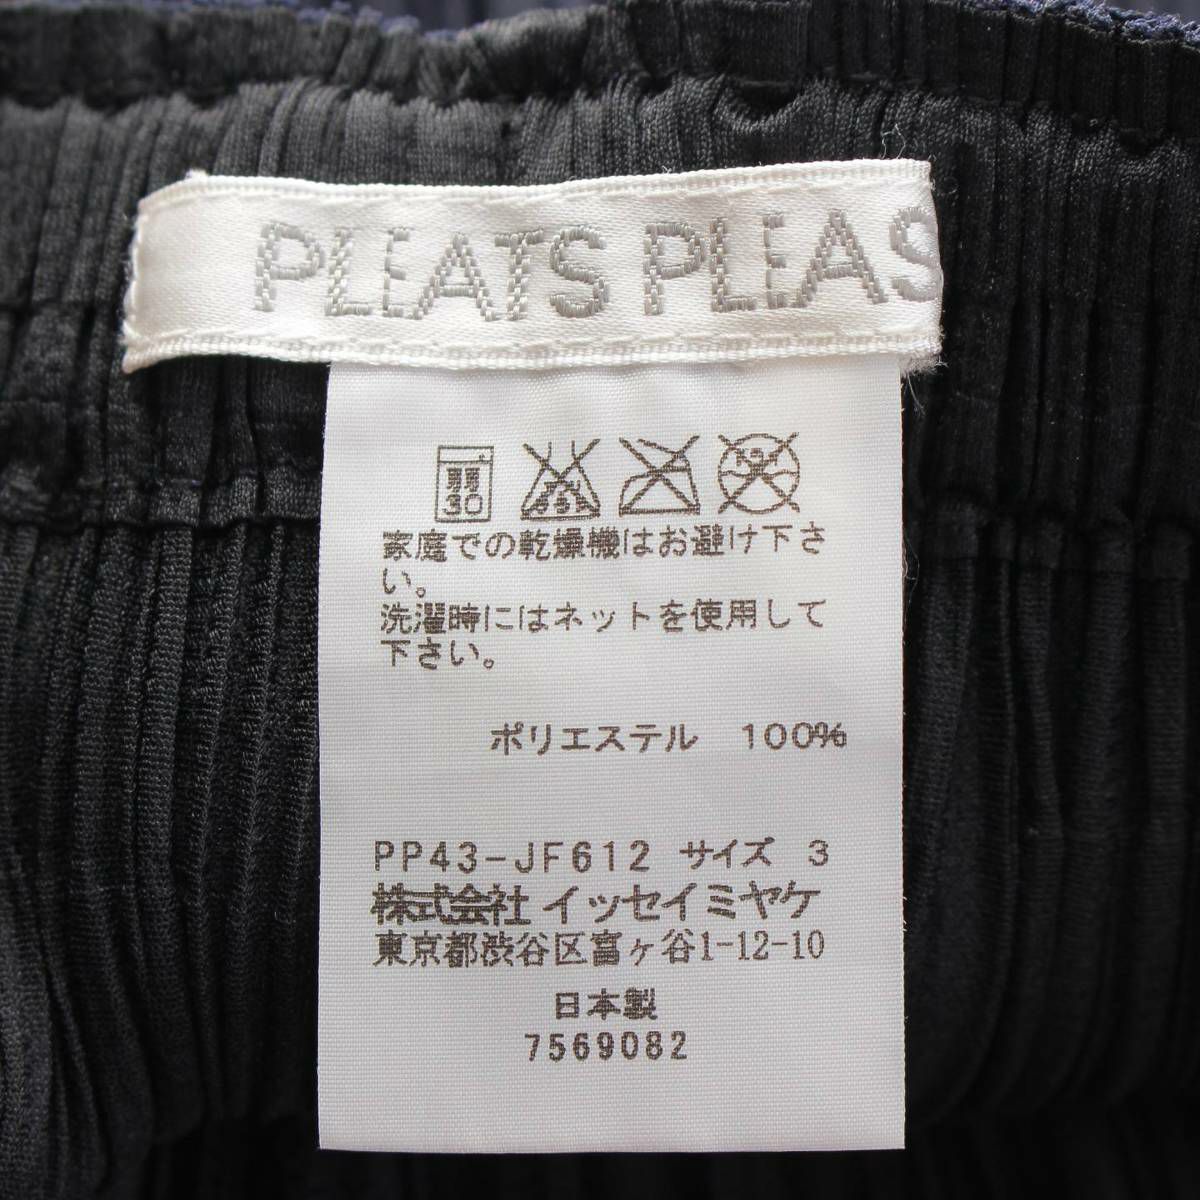 PLEATS PLEAS
弱
30
家庭での乾燥機はお避け下さ
い。
洗濯時にはネットを使用して
下さい。
ポリエステル 100%
PP43-JF612 サイズ 3
株式会社 イッセイミヤケ
東京都渋谷区富ヶ谷1-12-10
日本製
7569082